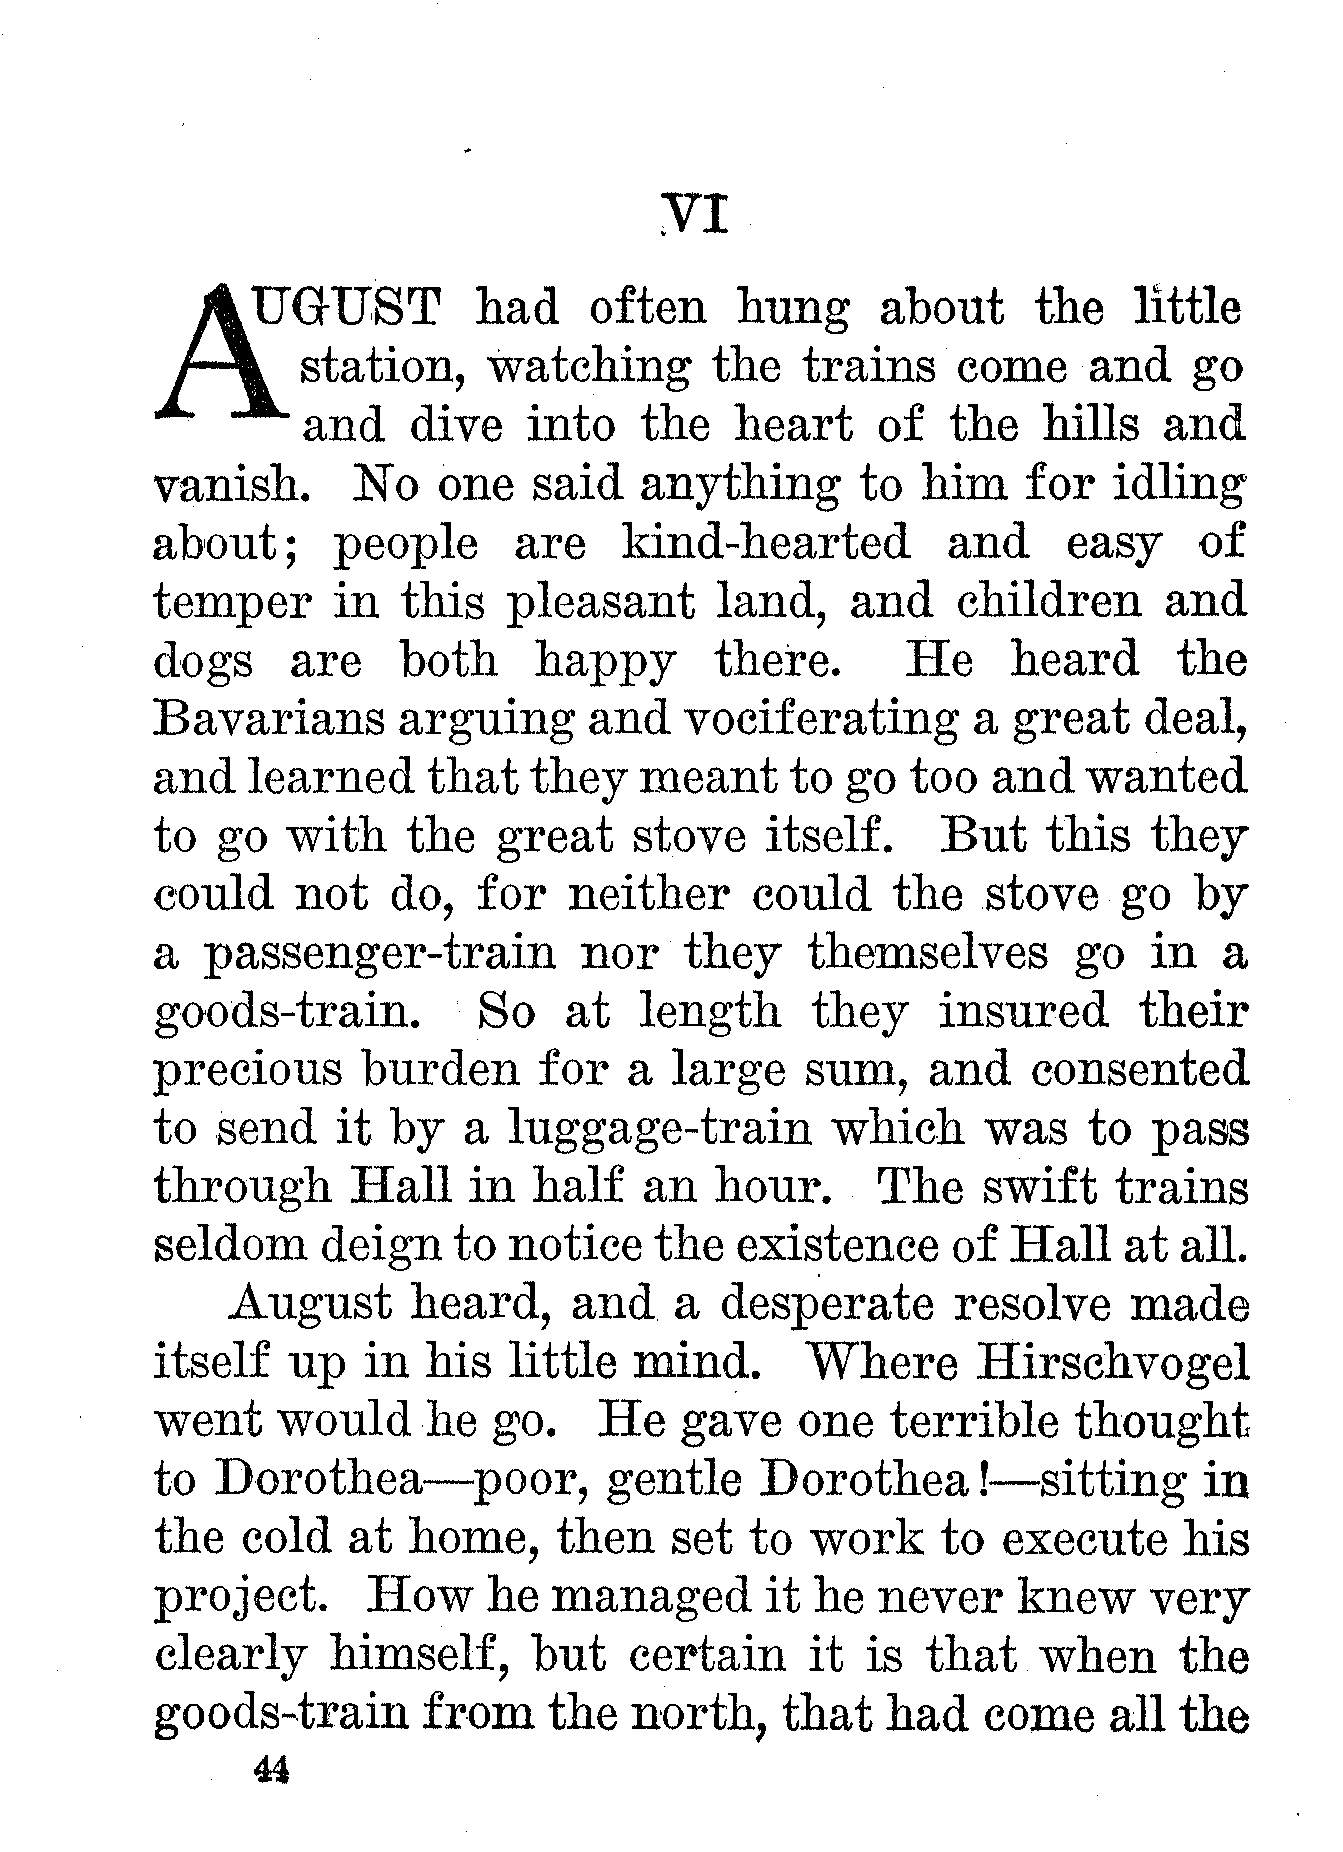 VI
AUGUST had often hung about the little
station, watching the trains come and go
and dive into the heart of the hills and
vanish. No one said anything to him for idling
about; people are kind-hearted and easy of
temper in this pleasant land, and children and
dogs are both happy there. He heard the
Bavarians arguing and vociferating a great deal,
and learned that they meant to go too and wanted
to go with the great stove itself. But this they
could not do, for neither could the stove go by
a passenger-train nor they themselves go in a
goods-train. So at length they insured their
precious burden for a large sum, and consented
to send it by a luggage-train which was to pass
through Hall in half an hour. The swift trains
seldom deign to notice the existence of Hall at all.
August heard, and a desperate resolve made
itself up in his little mind. Where Hirschvogel
went would he go. He gave one terrible thought
to Dorothea—poor, gentle Dorothea!—sitting in
the cold at home, then set to work to execute his
project. How he managed it he never knew very
clearly himself, but certain it is that when the
goods-train from the north, that had come all the
44